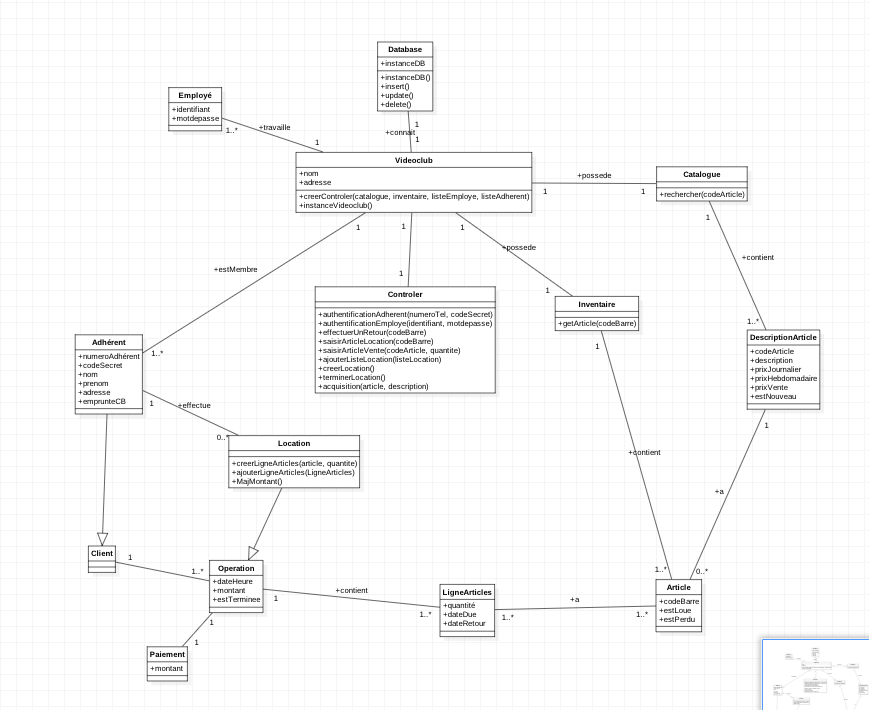 Database
+instanceDB
+instanceDB()
+insert()
+update()
+delete()
Employé
+identifiant
+motdepasse
1..*
+travaille
1
1
+connait
1
Videoclub
+nom
+adresse
+creerControler(catalogue, inventaire, listeEmploye, listeAdherent)
+instanceVideoclub()
+possede
1
1
Catalogue
+rechercher(codeArticle)
1
+contient
1..*
1
+estMembre
1..*
1
1
1
+possede
1
Controler
+authentificationAdherent(numeroTel, codeSecret)
+authentificationEmploye(identifiant, motdepasse)
+effectuerUnRetour(codeBarre)
+saisirArticleLocation(codeBarre)
+saisirArticleVente(codeArticle, quantite)
+ajouterListeLocation(listeLocation)
+creerLocation()
+terminerLocation()
+acquisition(article, description)
Inventaire
+getArticle(codeBarre)
1
+contient
1..*
DescriptionArticle
+codeArticle
+description
+prixJournalier
+prixHebdomadaire
+prixVente
+estNouveau
1
+a
0..*
Adhérent
+numeroAdhérent
+codeSecret
+nom
+prenom
+adresse
+emprunteCB
1
+effectue
0..*
Location
+creerLigneArticles(article, quantite)
+ajouterLigneArticles(LigneArticles)
+MajMontant()
Client
1
1..*
Operation
+dateHeure
+montant
+estTerminee
1
+contient
1..*
LigneArticles
+quantité
+dateDue
+dateRetour
1..*
+a
1..*
Article
+codeBarre
+estLoue
+estPerdu
1
1
Paiement
+montant